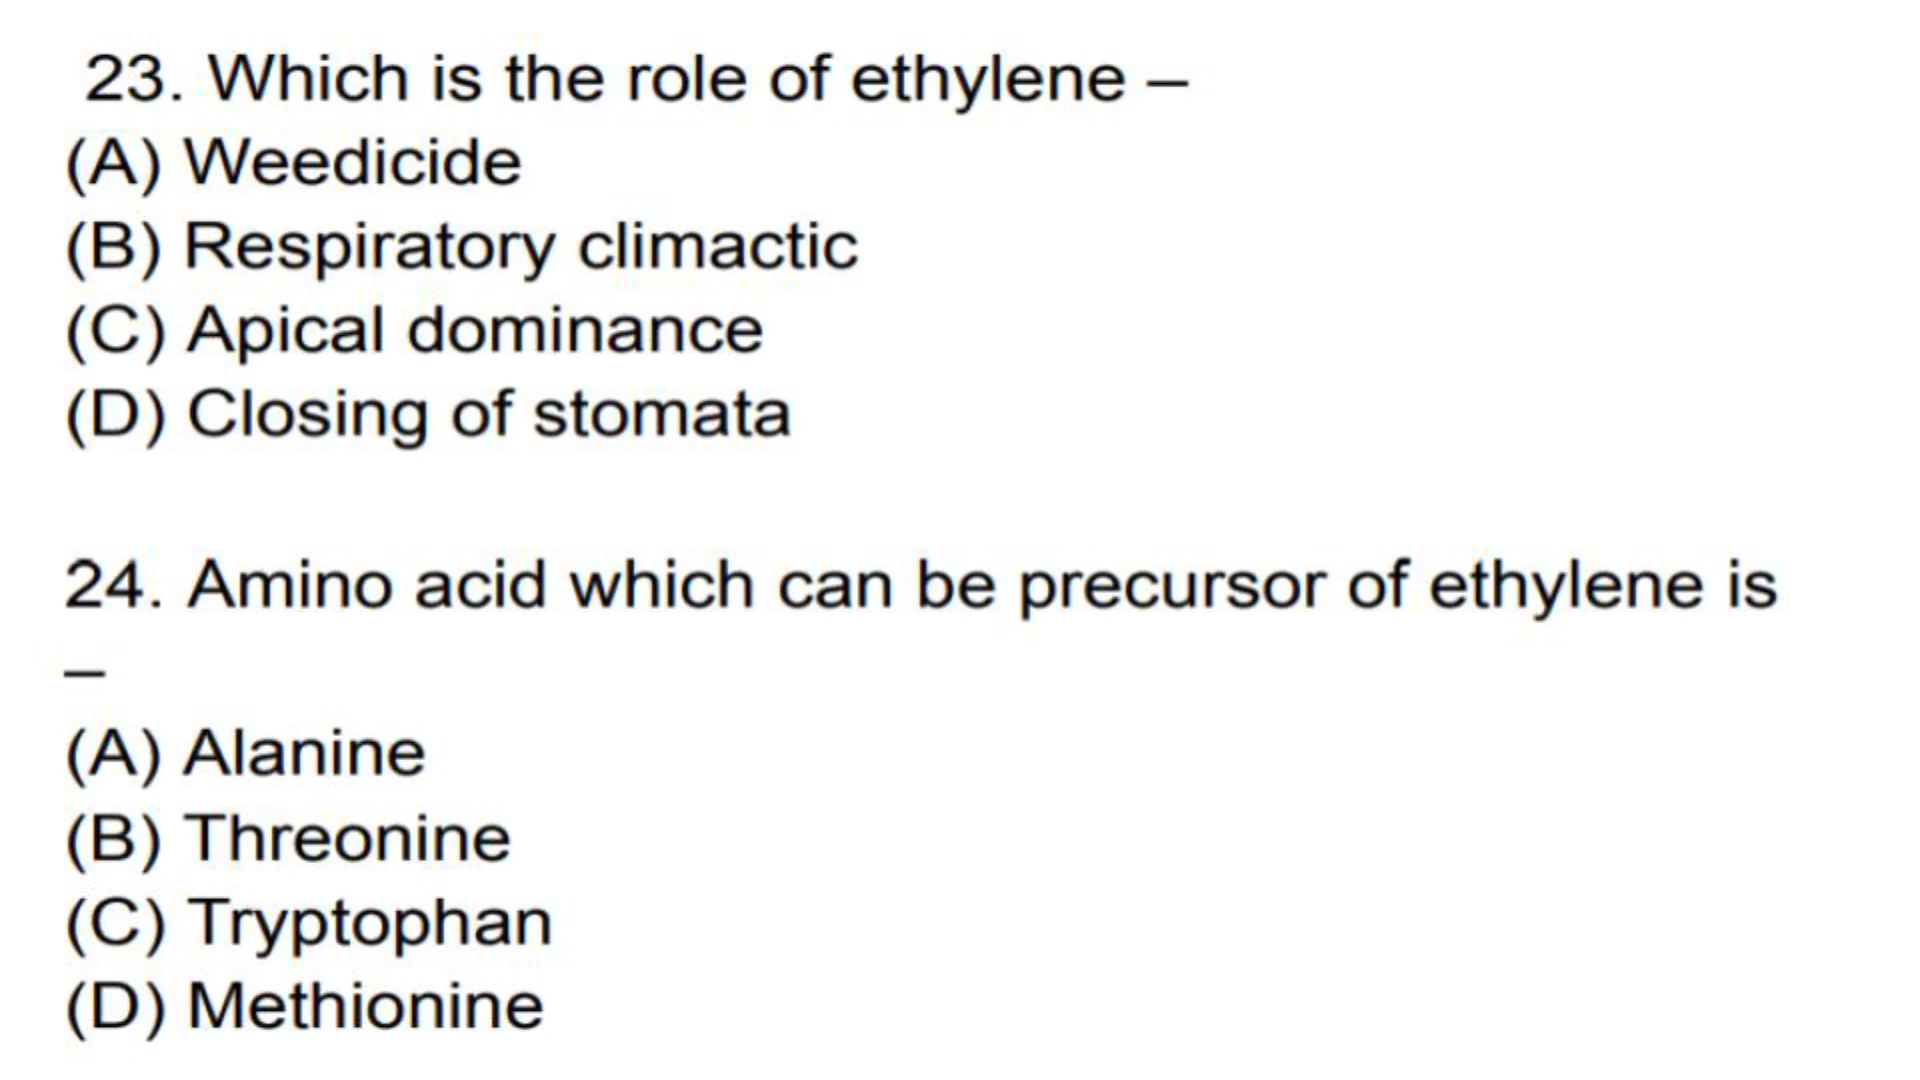 23. Which is the role of ethylene –
(A) Weedicide
(B) Respiratory climactic
(C) Apical dominance
(D) Closing of stomata
24. Amino acid which can be precursor of ethylene is
–
(A) Alanine
(B) Threonine
(C) Tryptophan
(D) Methionine